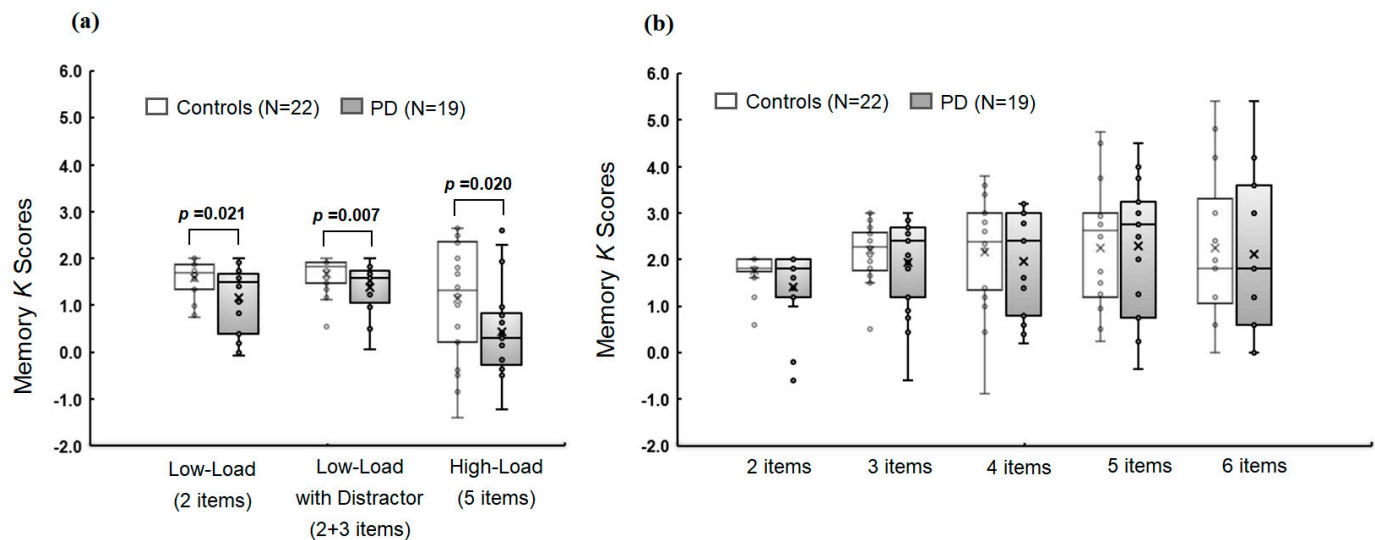 (a)
Memory K Scores
6.0
5.0
4.0
3.0
2.0
1.0
0.0
-1.0
-2.0
Controls (N=22)
PD (N=19)
p =0.021
p =0.007
p =0.020
Low-Load
(2 items)
Low-Load
with Distractor
(2+3 items)
High-Load
(5 items)
(b)
Memory K Scores
6.0
5.0
4.0
3.0
2.0
1.0
0.0
-1.0
-2.0
Controls (N=22)
PD (N=19)
2 items
3 items
4 items
5 items
6 items